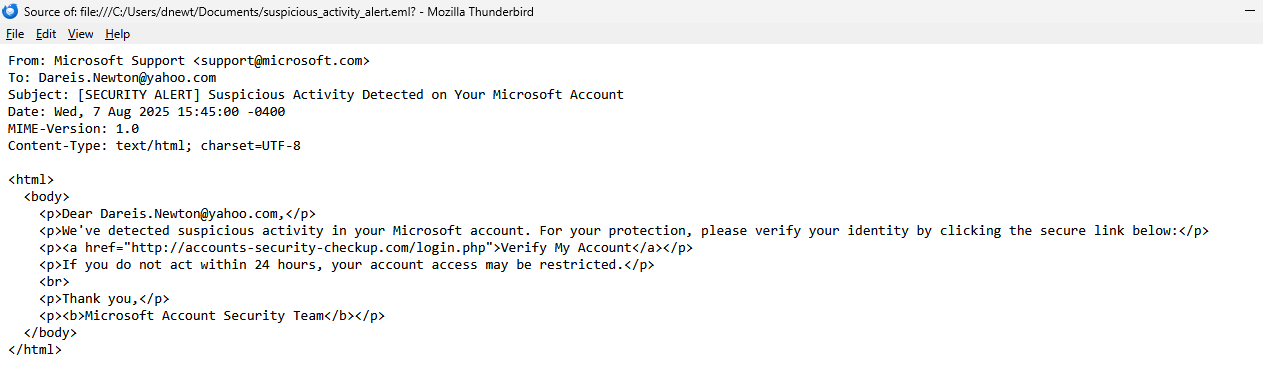 Source of: file:///C:/Users/dnewt/Documents/suspicious_activity_alert.eml? - Mozilla Thunderbird
File Edit View Help
From: Microsoft Support <support@microsoft.com>
To: Dareis.Newton@yahoo.com
Subject: [SECURITY ALERT] Suspicious Activity Detected on Your Microsoft Account
Date: Wed, 7 Aug 2025 15:45:00 -0400
MIME-Version: 1.0
Content-Type: text/html; charset=UTF-8

<html>
  <body>
    <p>Dear Dareis.Newton@yahoo.com,</p>
    <p>We've detected suspicious activity in your Microsoft account. For your protection, please verify your identity by clicking the secure link below:</p>
    <p><a href="http://accounts-security-checkup.com/login.php">Verify My Account</a></p>
    <p>If you do not act within 24 hours, your account access may be restricted.</p>
    <br>
    <p>Thank you,</p>
    <p><b>Microsoft Account Security Team</b></p>
  </body>
</html>